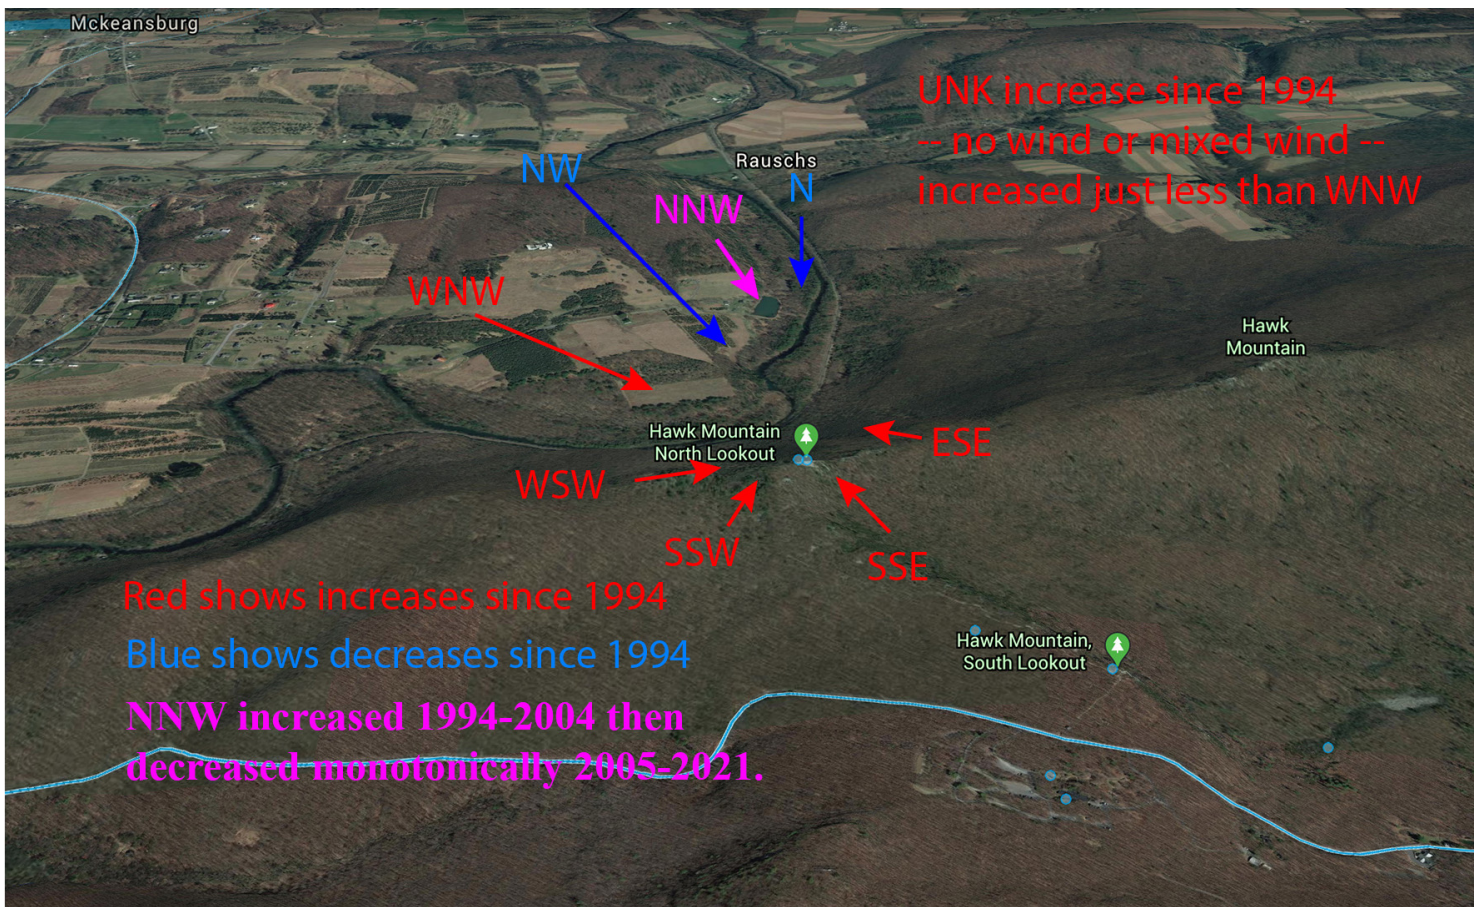 Mckeansburg
UNK increase since 1994
-- no wind or mixed wind --
increased just less than WNW
Rauschs
NW
N
NNW
WNW
Hawk
Mountain
Hawk Mountain
North Lookout
ESE
WSW
SSW
SSE
Red shows increases since 1994
Blue shows decreases since 1994
Hawk Mountain,
South Lookout
NNW increased 1994-2004 then
decreased monotonically 2005-2021.